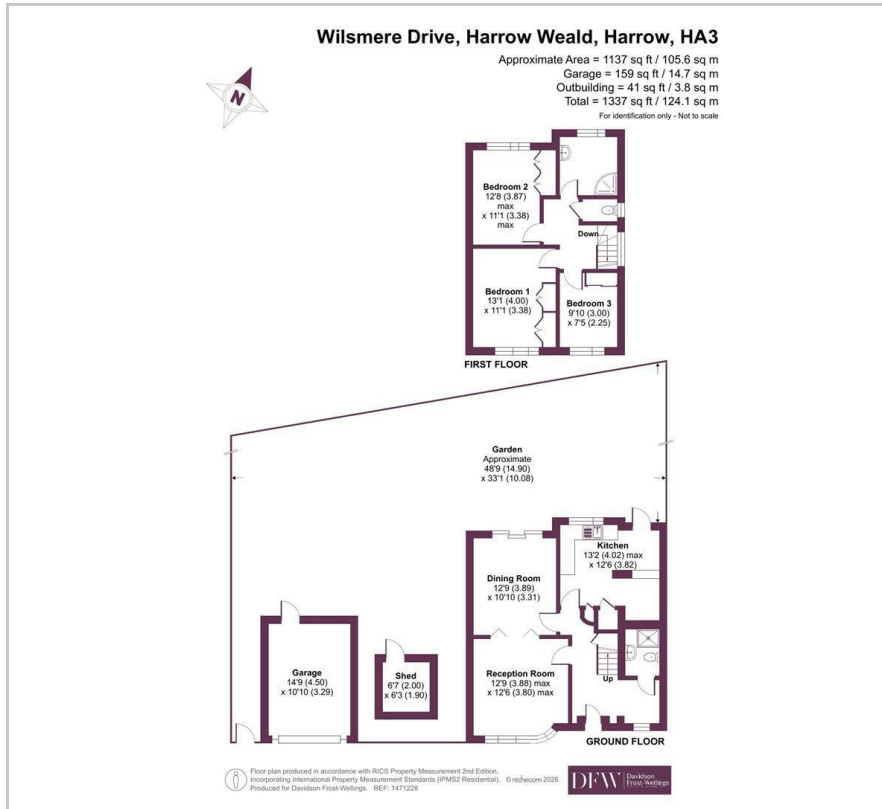 Wilsmere Drive, Harrow Weald, Harrow, HA3
Approximate Area = 1137 sq ft / 105.6 sq m
Garage = 159 sq ft / 14.7 sq m
Outbuilding = 41 sq ft / 3.8 sq m
Total = 1337 sq ft / 124.1 sq m
For identification only - Not to scale
N
Bedroom 2
12'8 (3.87)
max
x 11'1 (3.38)
max
Down
Bedroom 1
13'1 (4.00)
x 11'1 (3.38)
Bedroom 3
9'10 (3.00)
x 7'5 (2.25)
FIRST FLOOR
Garden
Approximate
48'9 (14.90)
x 33'1 (10.08)
Kitchen
13'2 (4.02) max
x 12'6 (3.82)
Dining Room
12'9 (3.89)
x 10'10 (3.31)
Garage
14'9 (4.50)
x 10'10 (3.29)
Shed
6'7 (2.00)
x 6'3 (1.90)
Reception Room
12'9 (3.88) max
x 12'6 (3.80) max
Up
GROUND FLOOR
Floor plan produced in accordance with RICS Property Measurement 2nd Edition,
Incorporating International Property Measurement Standards (IPMS2 Residential). © nichecom 2026.
Produced for Davidson Frost-Wellings. REF: 1471228
DFW
Davidson
Frost-Wellings